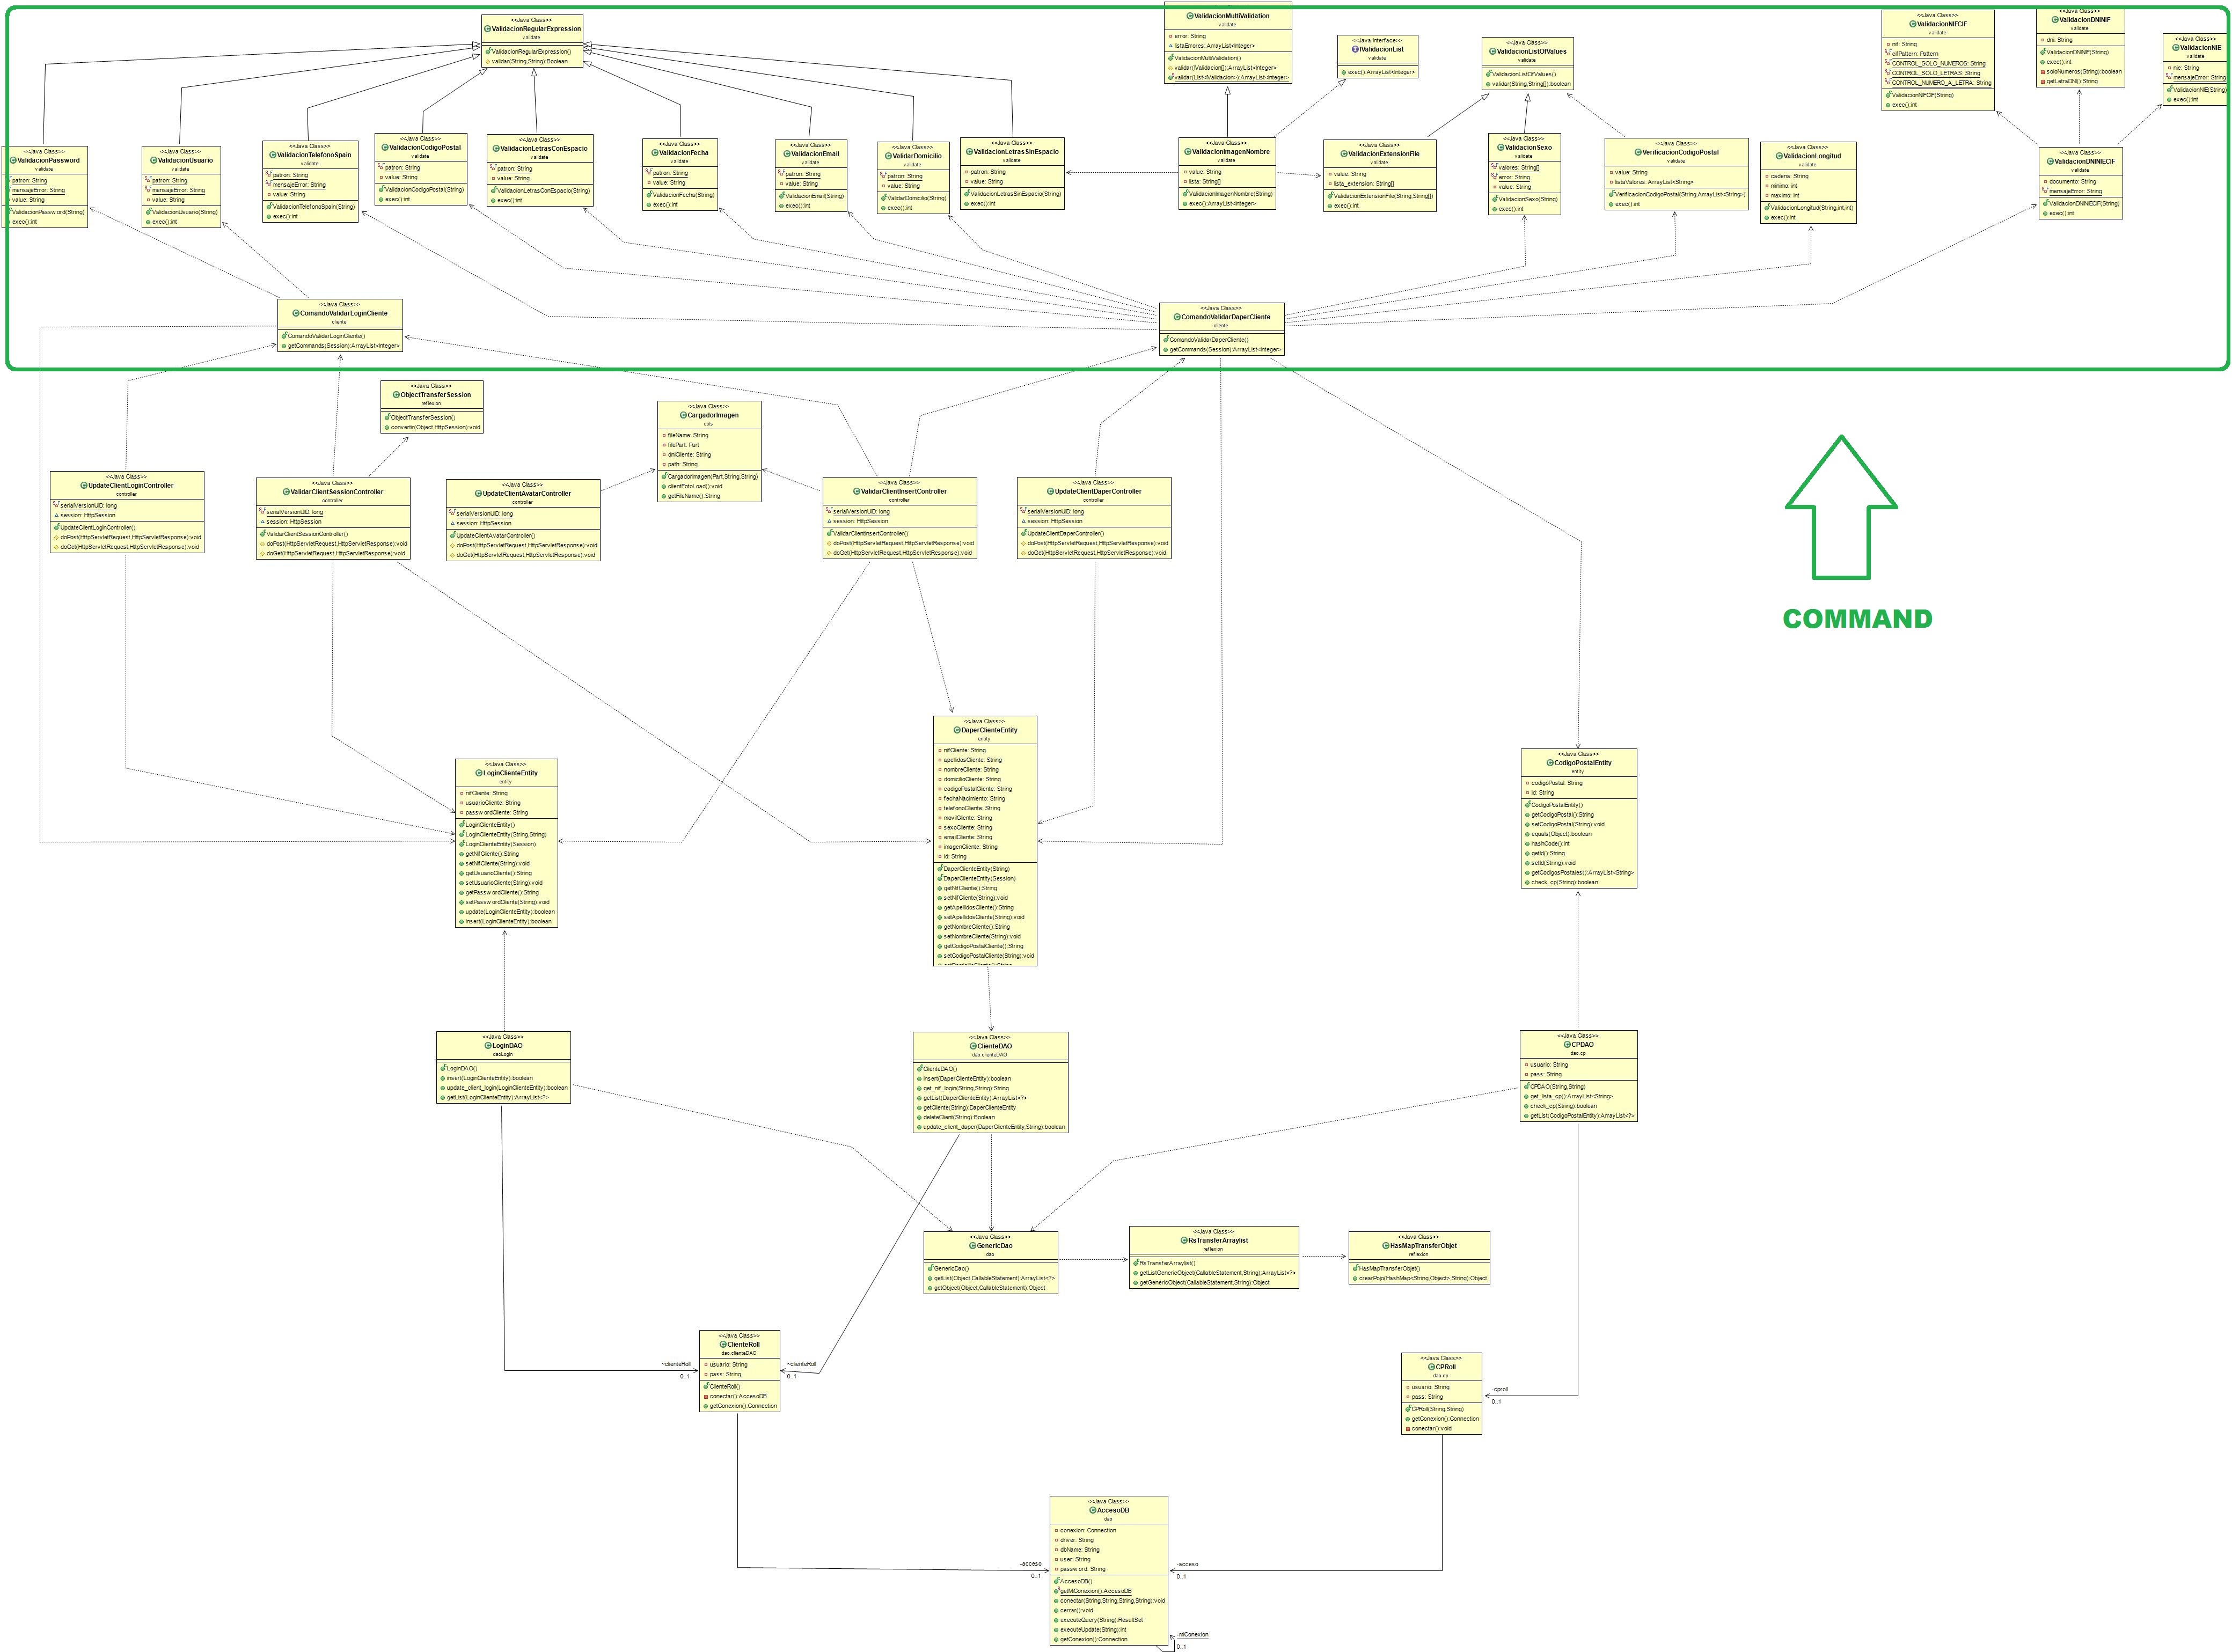 <<Java Class>>
ValidacionRegularExpression
validate
ValidacionRegularExpression()
validar(String,String):Boolean
ValidacionMultiValidation
validate
error: String
listaErrores: ArrayList<Integer>
ValidacionMultiValidation()
validar(IValidacion[]):ArrayList<Integer>
validar(List<IValidacion>):ArrayList<Integer>
<<Java Interface>>
IValidacionList
validate
exec():ArrayList<Integer>
<<Java Class>>
ValidacionListOfValues
validate
ValidacionListOfValues()
validar(String,String[]):boolean
<<Java Class>>
ValidacionNIFCIF
validate
nif: String
cifPattern: Pattern
CONTROL_SOLO_NUMEROS: String
CONTROL_SOLO_LETRAS: String
CONTROL_NUMERO_A_LETRA: String
ValidacionNIFCIF(String)
exec():int
<<Java Class>>
ValidacionDNINIF
validate
dni: String
ValidacionDNINIF(String)
exec():int
soloNumeros(String):boolean
getLetraDNI():String
<<Java Class>>
ValidacionNIE
validate
nie: String
mensajeError: String
ValidacionNIE(String)
exec():int
<<Java Class>>
ValidacionPassword
validate
patron: String
mensajeError: String
value: String
ValidacionPassword(String)
exec():int
<<Java Class>>
ValidacionUsuario
validate
patron: String
mensajeError: String
value: String
ValidacionUsuario(String)
exec():int
<<Java Class>>
ValidacionTelefonoSpain
validate
patron: String
mensajeError: String
value: String
ValidacionTelefonoSpain(String)
exec():int
<<Java Class>>
ValidacionCodigoPostal
validate
patron: String
value: String
ValidacionCodigoPostal(String)
exec():int
<<Java Class>>
ValidacionLetrasConEspacio
validate
patron: String
value: String
ValidacionLetrasConEspacio(String)
exec():int
<<Java Class>>
ValidacionFecha
validate
patron: String
value: String
ValidacionFecha(String)
exec():int
<<Java Class>>
ValidacionEmail
validate
patron: String
value: String
ValidacionEmail(String)
exec():int
<<Java Class>>
ValidarDomicilio
validate
patron: String
value: String
ValidarDomicilio(String)
exec():int
<<Java Class>>
ValidacionLetrasSinEspacio
validate
patron: String
value: String
ValidacionLetrasSinEspacio(String)
exec():int
<<Java Class>>
ValidacionImagenNombre
validate
value: String
lista: String[]
ValidacionImagenNombre(String)
exec():ArrayList<Integer>
<<Java Class>>
ValidacionExtensionFile
validate
value: String
lista_extension: String[]
ValidacionExtensionFile(String,String[])
exec():int
<<Java Class>>
ValidacionSexo
validate
valores: String[]
error: String
value: String
ValidacionSexo(String)
exec():int
<<Java Class>>
VerificacionCodigoPostal
validate
value: String
listaValores: ArrayList<String>
VerificacionCodigoPostal(String,ArrayList<String>)
exec():int
<<Java Class>>
ValidacionLongitud
validate
cadena: String
minimo: int
maximo: int
ValidacionLongitud(String,int,int)
exec():int
<<Java Class>>
ValidacionDNINIECIF
validate
documento: String
mensajeError: String
ValidacionDNINIECIF(String)
exec():int
<<Java Class>>
ComandoValidarLoginCliente
cliente
ComandoValidarLoginCliente()
getCommands(Session):ArrayList<Integer>
<<Java Class>>
ComandoValidarDaperCliente
cliente
ComandoValidarDaperCliente()
getCommands(Session):ArrayList<Integer>
<<Java Class>>
ObjectTransferSession
reflexion
ObjectTransferSession()
convertir(Object,HttpSession):void
<<Java Class>>
CargadorImagen
utils
fileName: String
filePart: Part
dniCliente: String
path: String
CargadorImagen(Part,String,String)
clientFotoLoad():void
getFileName():String
<<Java Class>>
UpdateClientLoginController
controller
serialVersionUID: long
session: HttpSession
UpdateClientLoginController()
doPost(HttpServletRequest,HttpServletResponse):void
doGet(HttpServletRequest,HttpServletResponse):void
<<Java Class>>
ValidarClientSessionController
controller
serialVersionUID: long
session: HttpSession
ValidarClientSessionController()
doPost(HttpServletRequest,HttpServletResponse):void
doGet(HttpServletRequest,HttpServletResponse):void
<<Java Class>>
UpdateClientAvatarController
controller
serialVersionUID: long
session: HttpSession
UpdateClientAvatarController()
doPost(HttpServletRequest,HttpServletResponse):void
doGet(HttpServletRequest,HttpServletResponse):void
<<Java Class>>
ValidarClientInsertController
controller
serialVersionUID: long
session: HttpSession
ValidarClientInsertController()
doPost(HttpServletRequest,HttpServletResponse):void
doGet(HttpServletRequest,HttpServletResponse):void
<<Java Class>>
UpdateClientDaperController
controller
serialVersionUID: long
session: HttpSession
UpdateClientDaperController()
doPost(HttpServletRequest,HttpServletResponse):void
doGet(HttpServletRequest,HttpServletResponse):void
COMMAND
<<Java Class>>
LoginClienteEntity
entity
nifCliente: String
usuarioCliente: String
passwordCliente: String
LoginClienteEntity()
LoginClienteEntity(String,String)
LoginClienteEntity(Session)
getNifCliente():String
setNifCliente(String):void
getUsuarioCliente():String
setUsuarioCliente(String):void
getPasswordCliente():String
setPasswordCliente(String):void
update(LoginClienteEntity):boolean
insert(LoginClienteEntity):boolean
<<Java Class>>
DaperClienteEntity
entity
nifCliente: String
apellidosCliente: String
nombreCliente: String
domicilioCliente: String
codigoPostalCliente: String
fechaNacimiento: String
telefonoCliente: String
movilCliente: String
sexoCliente: String
emailCliente: String
imagenCliente: String
id: String
DaperClienteEntity(String)
DaperClienteEntity(Session)
getNifCliente():String
setNifCliente(String):void
getApellidosCliente():String
setApellidosCliente(String):void
getNombreCliente():String
setNombreCliente(String):void
getCodigoPostalCliente():String
setCodigoPostalCliente(String):void
<<Java Class>>
CodigoPostalEntity
entity
codigoPostal: String
id: String
CodigoPostalEntity()
getCodigoPostal():String
setCodigoPostal(String):void
equals(Object):boolean
hashCode():int
getId():String
setId(String):void
getCodigosPostales():ArrayList<String>
check_cp(String):boolean
<<Java Class>>
LoginDAO
daoLogin
LoginDAO()
insert(LoginClienteEntity):boolean
update_client_login(LoginClienteEntity):boolean
getList(LoginClienteEntity):ArrayList<?>
<<Java Class>>
ClienteDAO
dao.clienteDAO
ClienteDAO()
insert(DaperClienteEntity):boolean
get_nif_login(String,String):String
getList(DaperClienteEntity):ArrayList<?>
getCliente(String):DaperClienteEntity
deleteClient(String):Boolean
update_client_daper(DaperClienteEntity,String):boolean
<<Java Class>>
CPDAO
dao.cp
usuario: String
pass: String
CPDAO(String,String)
get_lista_cp():ArrayList<String>
check_cp(String):boolean
getList(CodigoPostalEntity):ArrayList<?>
<<Java Class>>
GenericDao
dao
GenericDao()
getList(Object,CallableStatement):ArrayList<?>
getObject(Object,CallableStatement):Object
<<Java Class>>
RsTransferArraylist
reflexion
RsTransferArraylist()
getListGenericObject(CallableStatement,String):ArrayList<?>
getGenericObject(CallableStatement,String):Object
<<Java Class>>
HasMapTransferObjet
reflexion
HasMapTransferObjet()
crearPojo(HashMap<String,Object>,String):Object
<<Java Class>>
ClienteRoll
dao.clienteDAO
usuario: String
pass: String
ClienteRoll()
conectar():AccesoDB
getConexion():Connection
~clienteRoll
0..1
~clienteRoll
0..1
<<Java Class>>
CPRoll
dao.cp
usuario: String
pass: String
CPRoll(String,String)
getConexion():Connection
conectar():void
-cproll
0..1
<<Java Class>>
AccesoDB
dao
conexion: Connection
driver: String
dbName: String
user: String
password: String
AccesoDB()
getMiConexion():AccesoDB
conectar(String,String,String,String):void
cerrar():void
executeQuery(String):ResultSet
executeUpdate(String):int
getConexion():Connection
-acceso
0..1
-acceso
0..1
-miConexion
0..1